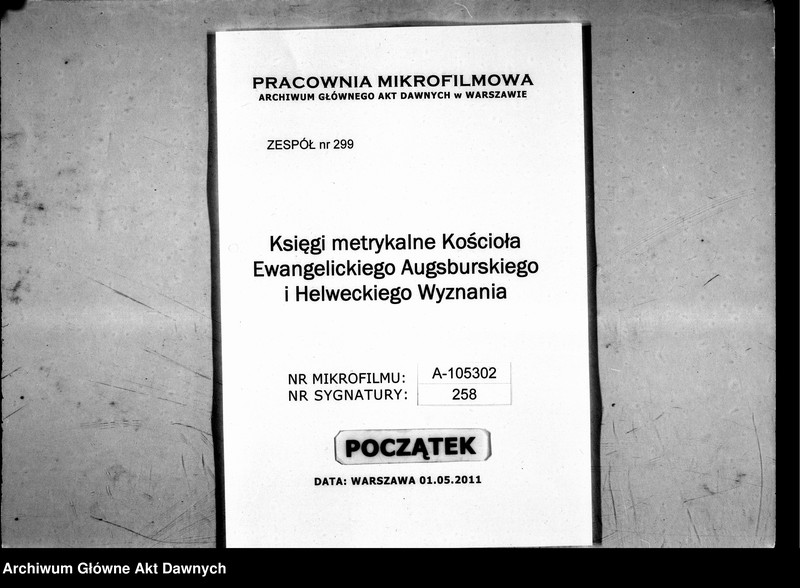 PRACOWNIA MIKROFILMOWA
ARCHIWUM GŁÓWNEGO AKT DAWNYCH w WARSZAWIE
ZESPÓŁ nr 299
Księgi metrykalne Kościoła
Ewangelickiego Augsburskiego
i Helweckiego Wyznania
NR MIKROFILMU: A-105302
NR SYGNATURY: 258
POCZĄTEK
DATA: WARSZAWA 01.05.2011
Archiwum Główne Akt Dawnych